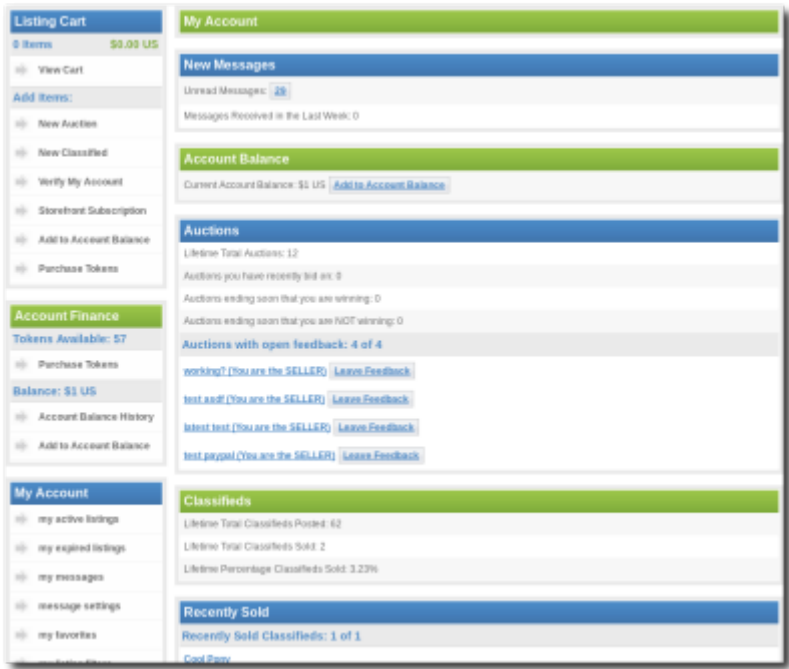 Listing Cart
0 Items $0.00 US
View Cart
Add Items:
New Auction
New Classified
Verify My Account
Storefront Subscription
Add to Account Balance
Purchase Tokens
Account Finance
Tokens Available: 57
Purchase Tokens
Balance: $1 US
Account Balance History
Add to Account Balance
My Account
my active listings
my expired listings
my messages
message settings
my favorites
My Account
New Messages
Unread Messages: 29
Messages Received in the Last Week: 0
Account Balance
Current Account Balance: $1 US Add to Account Balance
Auctions
Lifetime Total Auctions: 12
Auctions you have recently bid on: 0
Auctions ending soon that you are winning: 0
Auctions ending soon that you are NOT winning: 0
Auctions with open feedback: 4 of 4
working? (You are the SELLER) Leave Feedback
test asdf (You are the SELLER) Leave Feedback
latest test (You are the SELLER) Leave Feedback
test paypal (You are the SELLER) Leave Feedback
Classifieds
Lifetime Total Classifieds Posted: 62
Lifetime Total Classifieds Sold: 2
Lifetime Percentage Classifieds Sold: 3.23%
Recently Sold
Recently Sold Classifieds: 1 of 1
Cool Pony